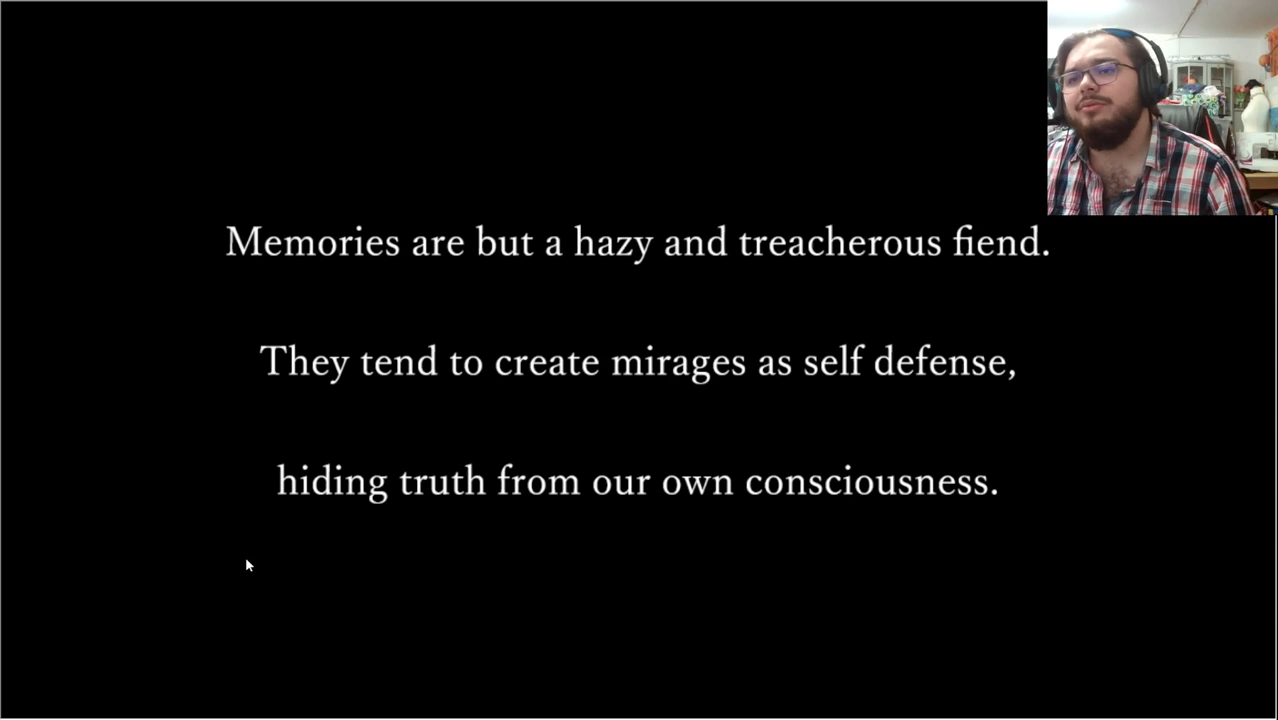 Memories are but a hazy and treacherous fiend.
They tend to create mirages as self defense,
hiding truth from our own consciousness.